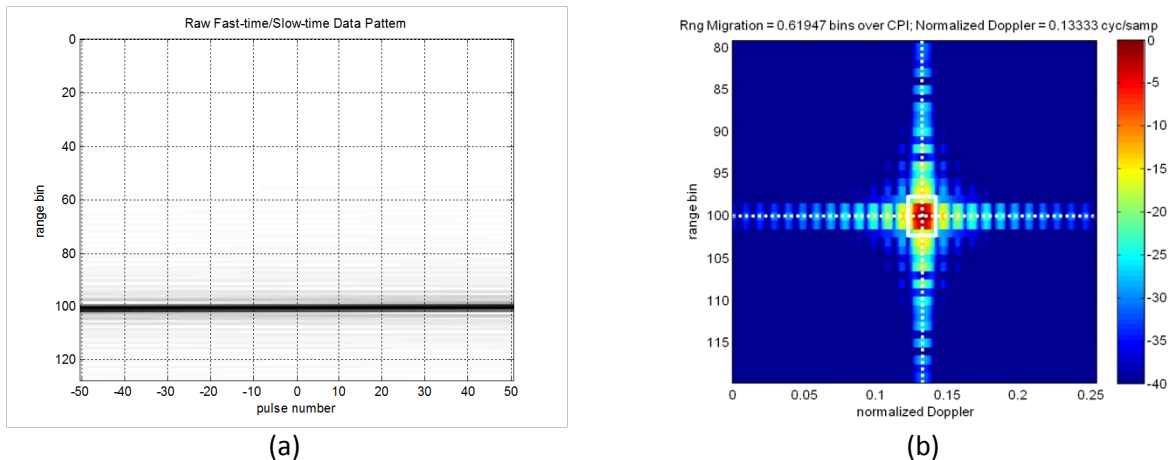 Raw Fast-time/Slow-time Data Pattern
0
20
40
60
80
100
120
range bin
-50 -40 -30 -20 -10 0 10 20 30 40 50
pulse number
(a)
Rng Migration = 0.61947 bins over CPI; Normalized Doppler = 0.13333 cyc/samp
80
85
90
95
100
105
110
115
range bin
0 0.05 0.1 0.15 0.2 0.25
normalized Doppler
0
-5
-10
-15
-20
-25
-30
-35
-40
(b)